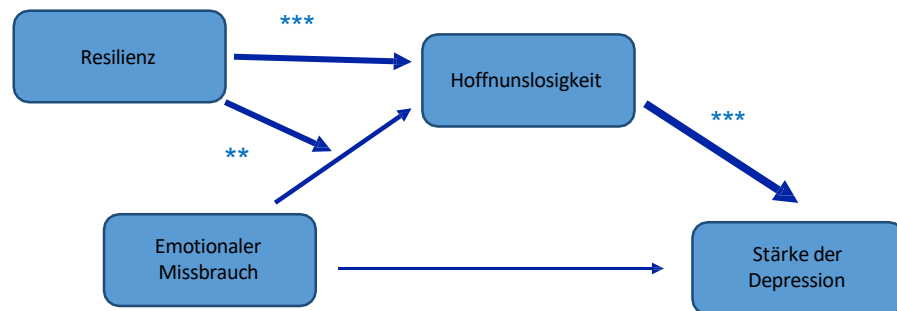 ***
Resilienz
Hoffnunslosigkeit
***
**
Emotionaler
Missbrauch
Stärke der
Depression